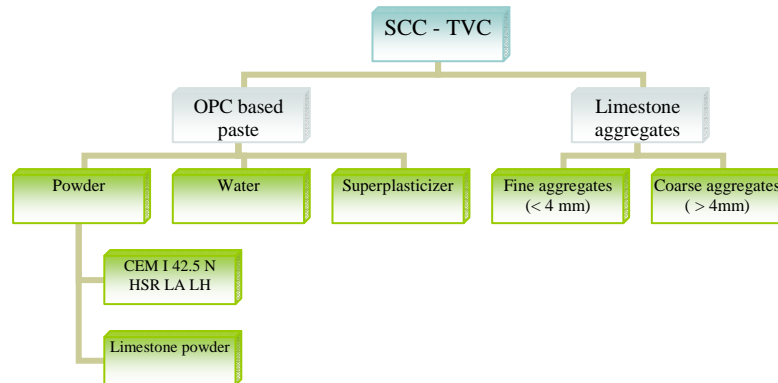 SCC - TVC
OPC based
paste
Limestone
aggregates
Powder
Water
Superplasticizer
Fine aggregates
(< 4 mm)
Coarse aggregates
( > 4mm)
CEM I 42.5 N
HSR LA LH
Limestone powder